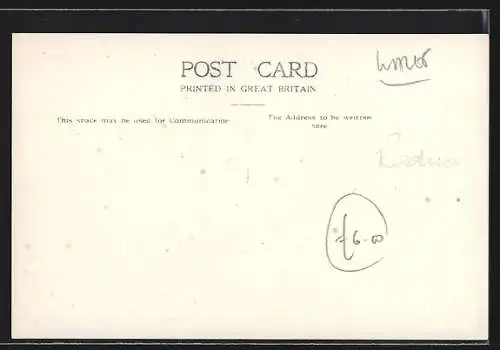 POST CARD
PRINTED IN GREAT BRITAIN
This space may be used for Communication
The Address to be written
here
Radnor
£6.00